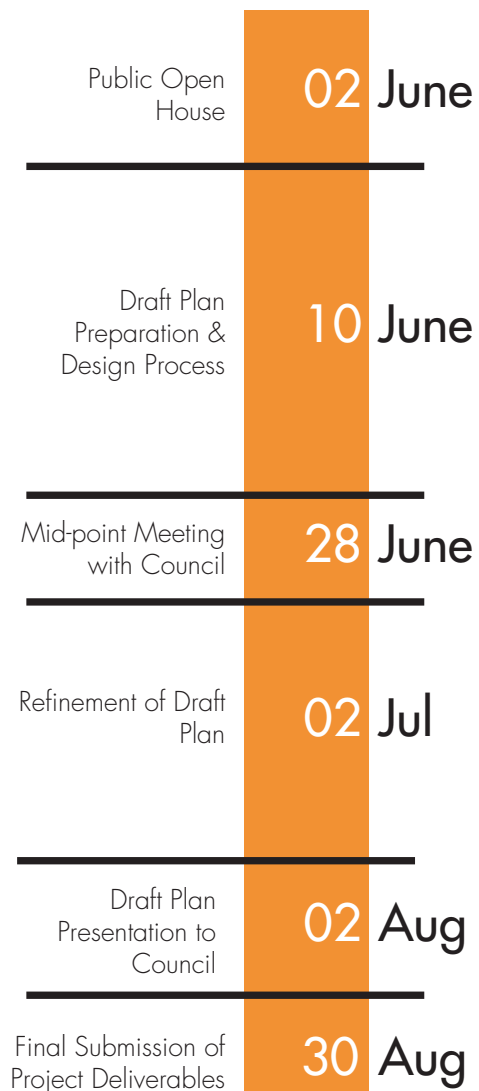 Public Open
House
02 June
Draft Plan
Preparation &
Design Process
10 June
Mid-point Meeting
with Council
28 June
Refinement of Draft
Plan
02 Jul
Draft Plan
Presentation to
Council
02 Aug
Final Submission of
Project Deliverables
30 Aug